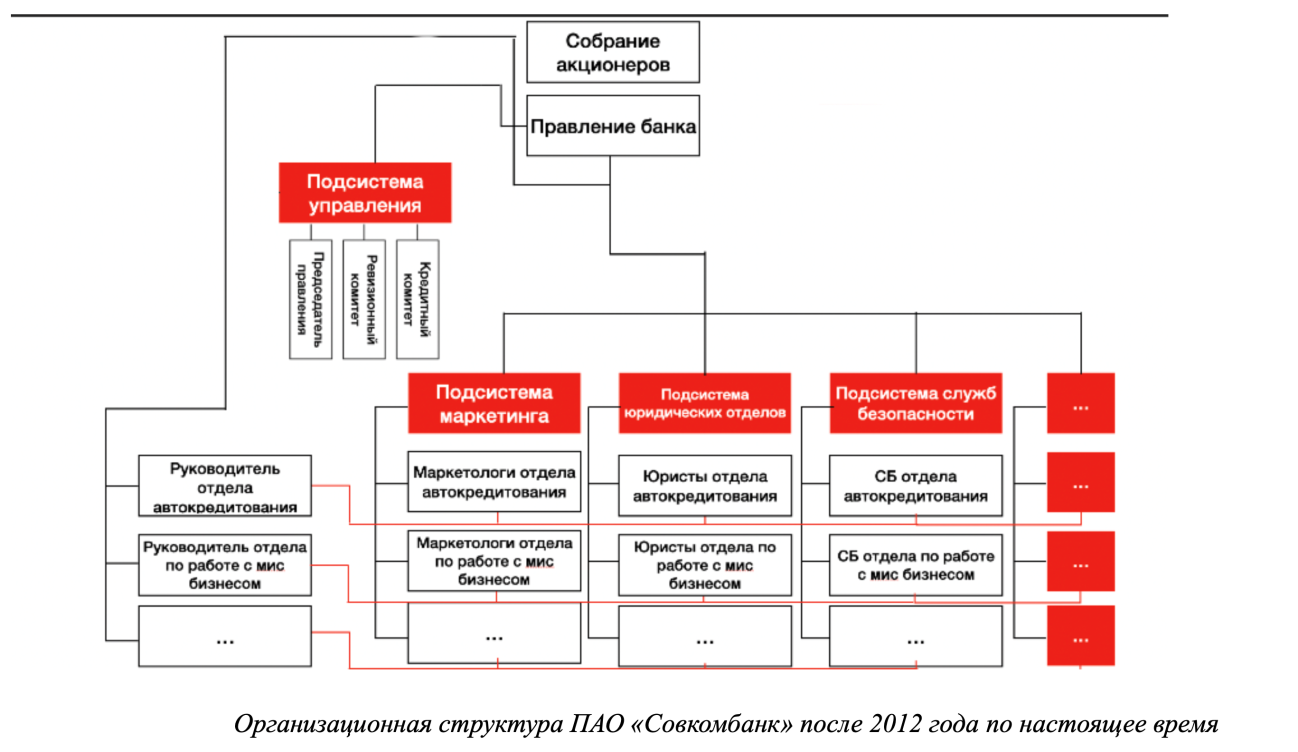 Собрание
акционеров
Правление банка
Подсистема
управления
Председатель
правления
Ревизионный
комитет
Кредитный
комитет
Подсистема
маркетинга
Подсистема
юридических отделов
Подсистема служб
безопасности
...
Руководитель
отдела
автокредитования
Маркетологи отдела
автокредитования
Юристы отдела
автокредитования
СБ отдела
автокредитования
...
Руководитель отдела
по работе с мис
бизнесом
Маркетологи отдела
по работе с мис
бизнесом
Юристы отдела по
работе с мис
бизнесом
СБ отдела по работе
с мис бизнесом
...
...
...
...
...
...
Организационная структура ПАО «Совкомбанк» после 2012 года по настоящее время